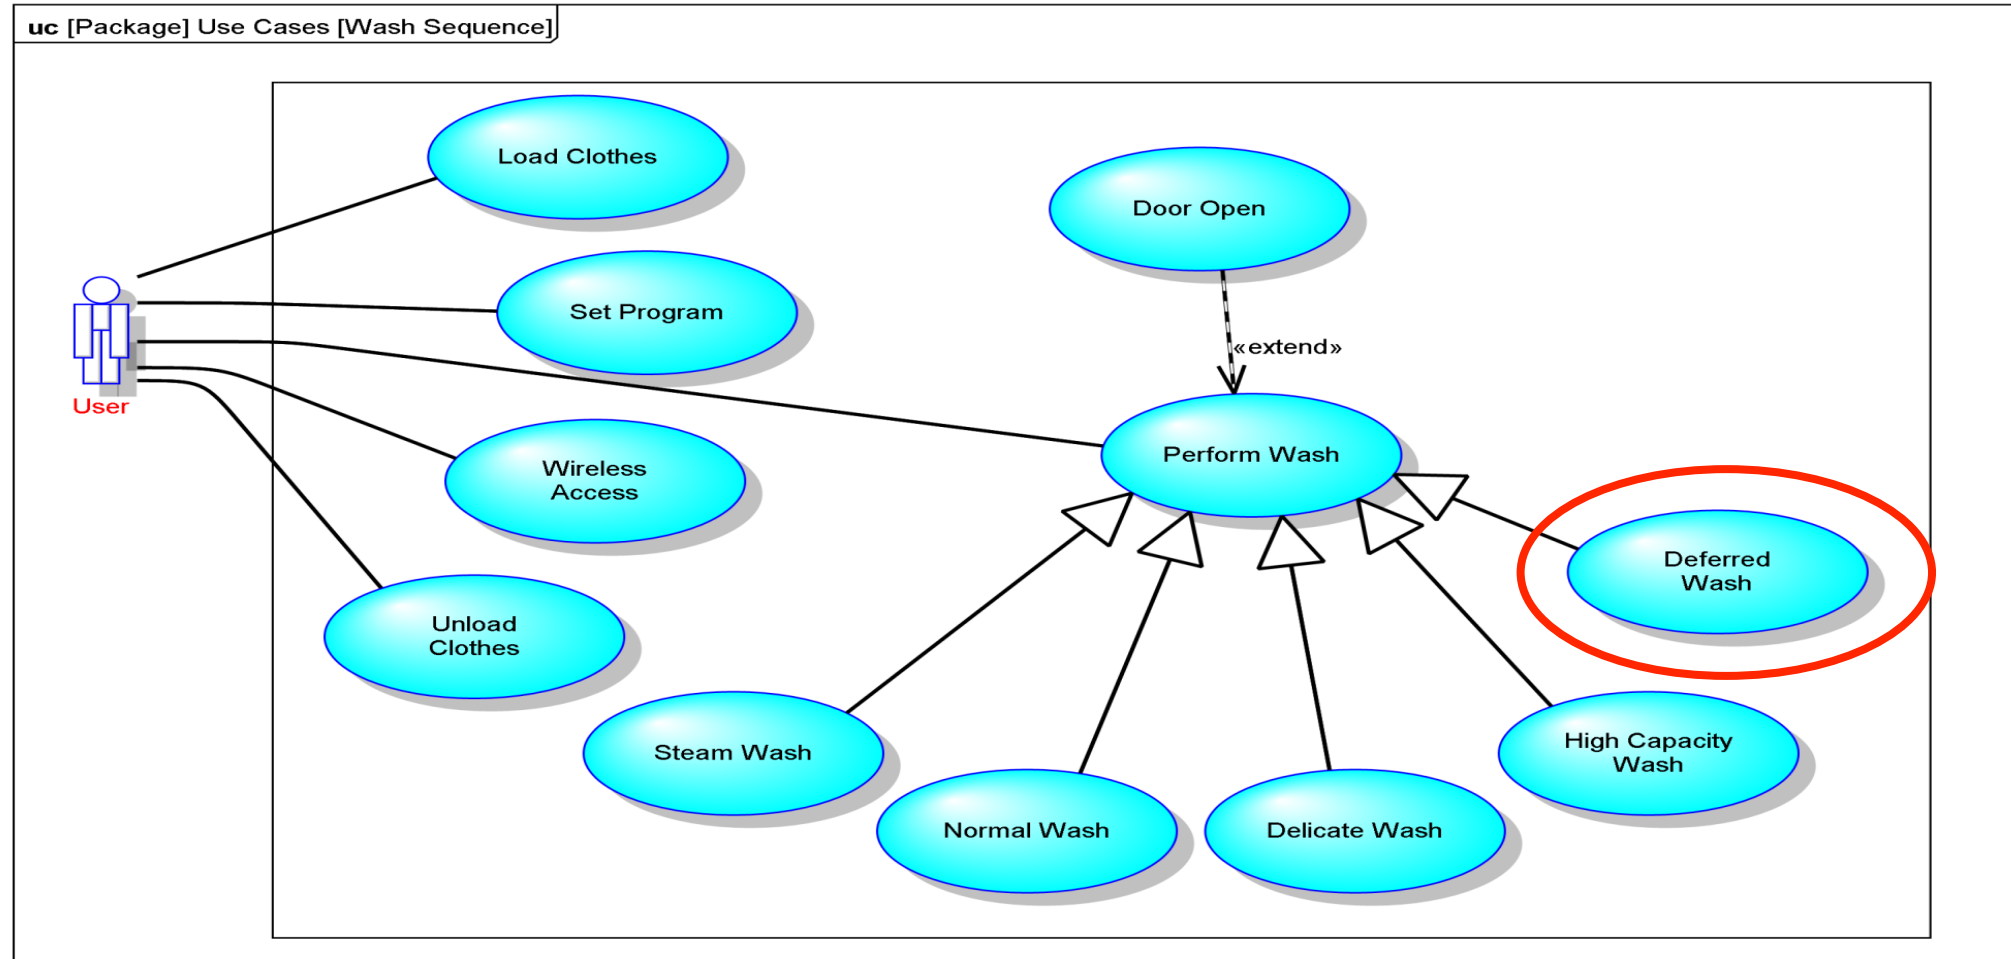 uc [Package] Use Cases [Wash Sequence]
Load Clothes
Door Open
Set Program
«extend»
User
Perform Wash
Wireless
Access
Deferred
Wash
Unload
Clothes
Steam Wash
High Capacity
Wash
Normal Wash
Delicate Wash